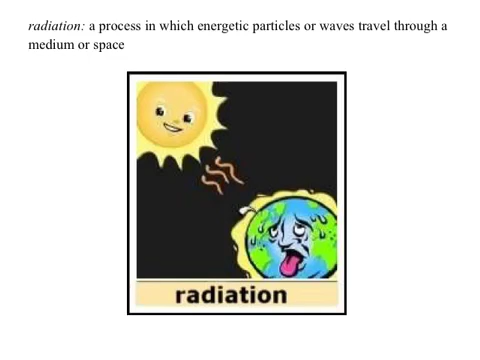 radiation: a process in which energetic particles or waves travel through a
medium or space
radiation